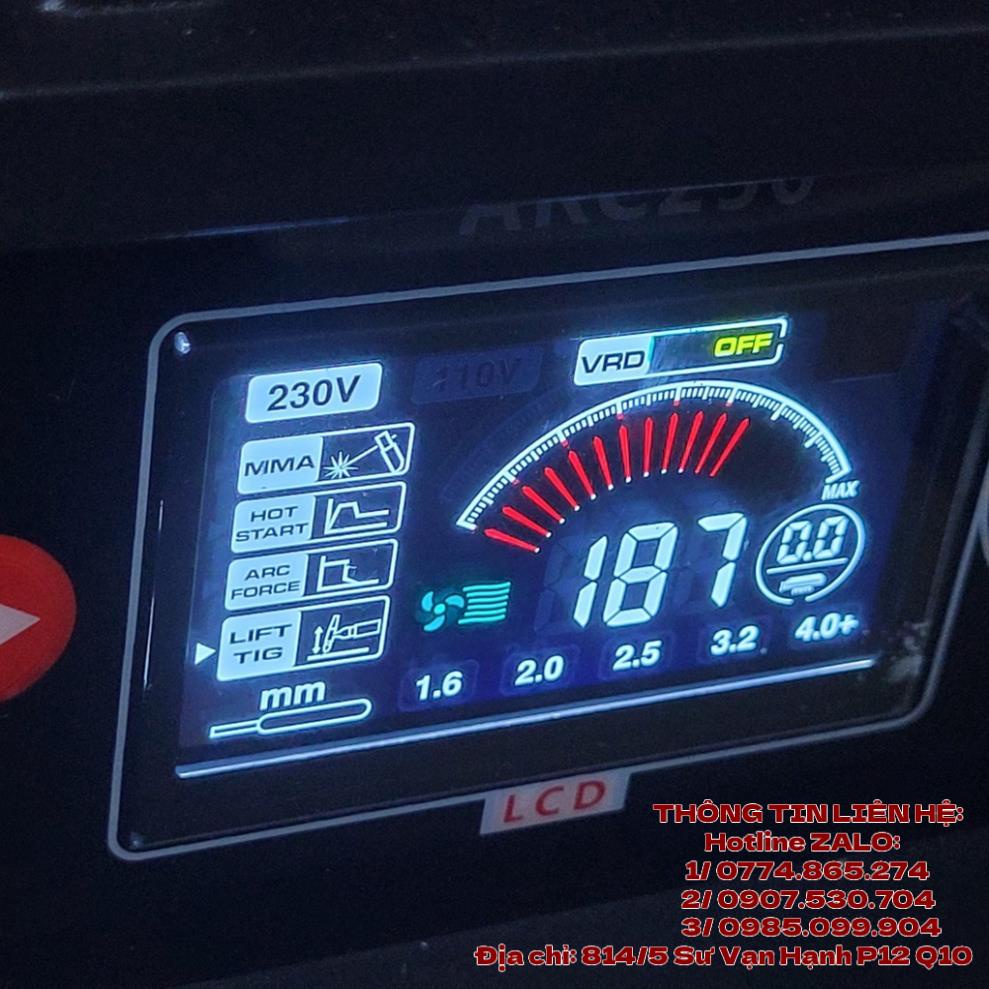 ARC250
230V
110V
VRD OFF
MMA
HOT
START
MAX
187
0.0
ARC
FORCE
LIFT
TIG
mm
1.6 2.0 2.5 3.2 4.0+
LCD
THÔNG TIN LIÊN HỆ:
Hotline ZALO:
1/ 0774.865.274
2/ 0907.530.704
3/ 0985.099.904
Địa chỉ: 814/5 Sư Vạn Hạnh P12 Q10